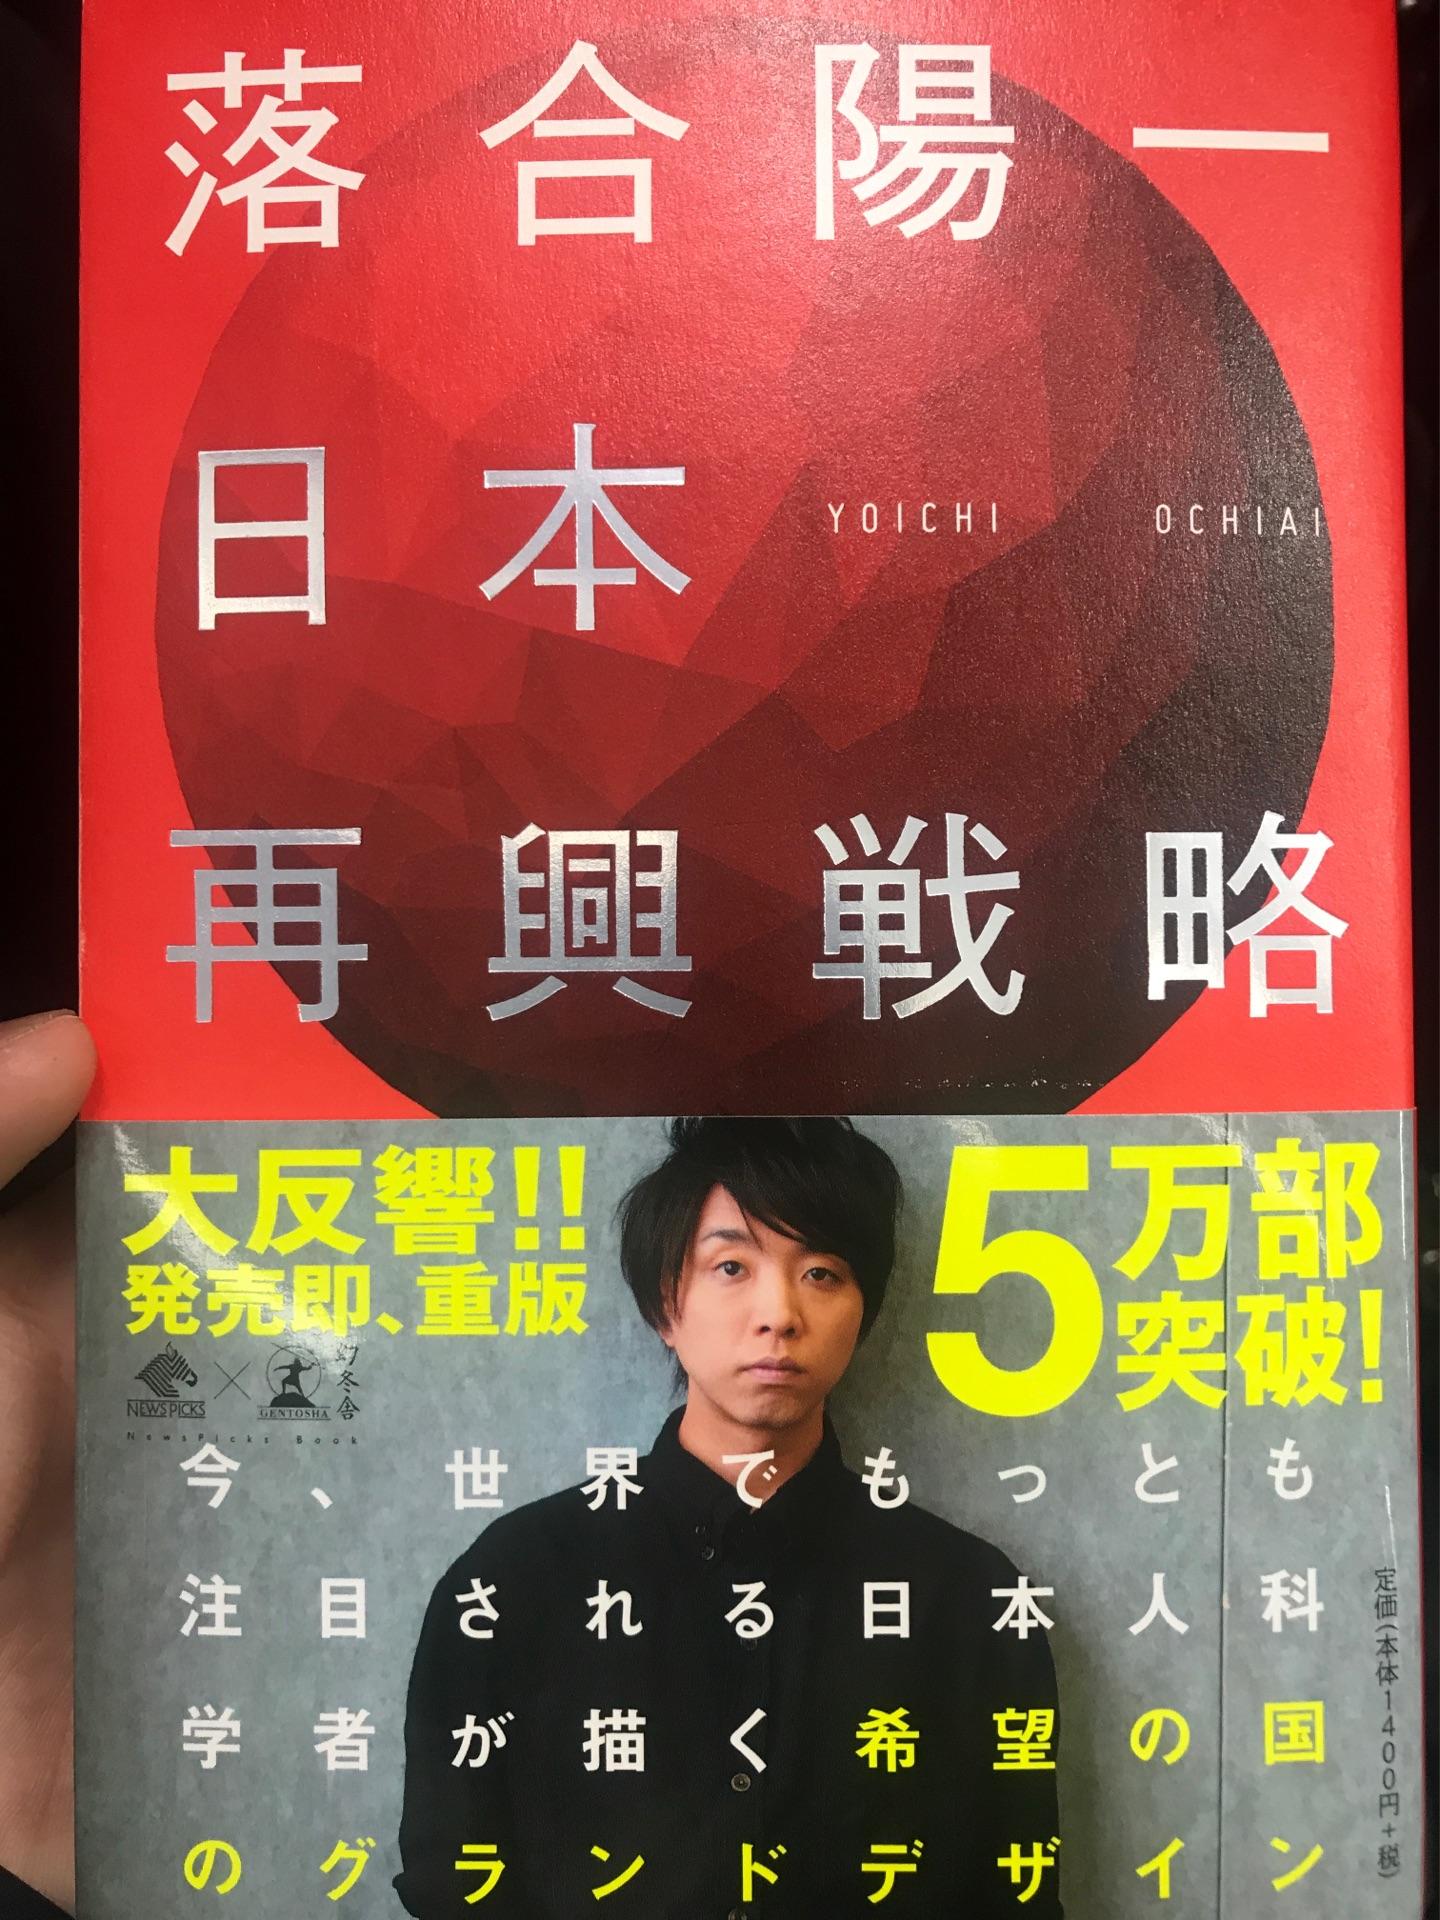 落合陽一
日本
YOICHI OCHIAI
再興戦略
大反響!!
発売即、重版
5万部
突破!
NEWSPICKS × GENTOSHA 幻冬舎
NewsPicks Book
今、世界でもっとも
注目される日本人科
学者が描く希望の国
のグランドデザイン
定価(本体1400円+税)